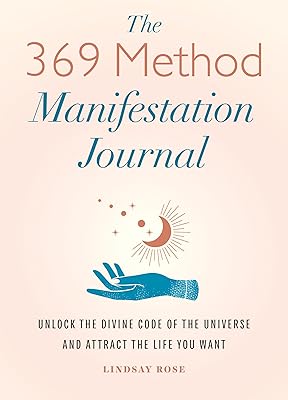 The
369 Method
Manifestation
Journal
UNLOCK THE DIVINE CODE OF THE UNIVERSE
AND ATTRACT THE LIFE YOU WANT
LINDSAY ROSE